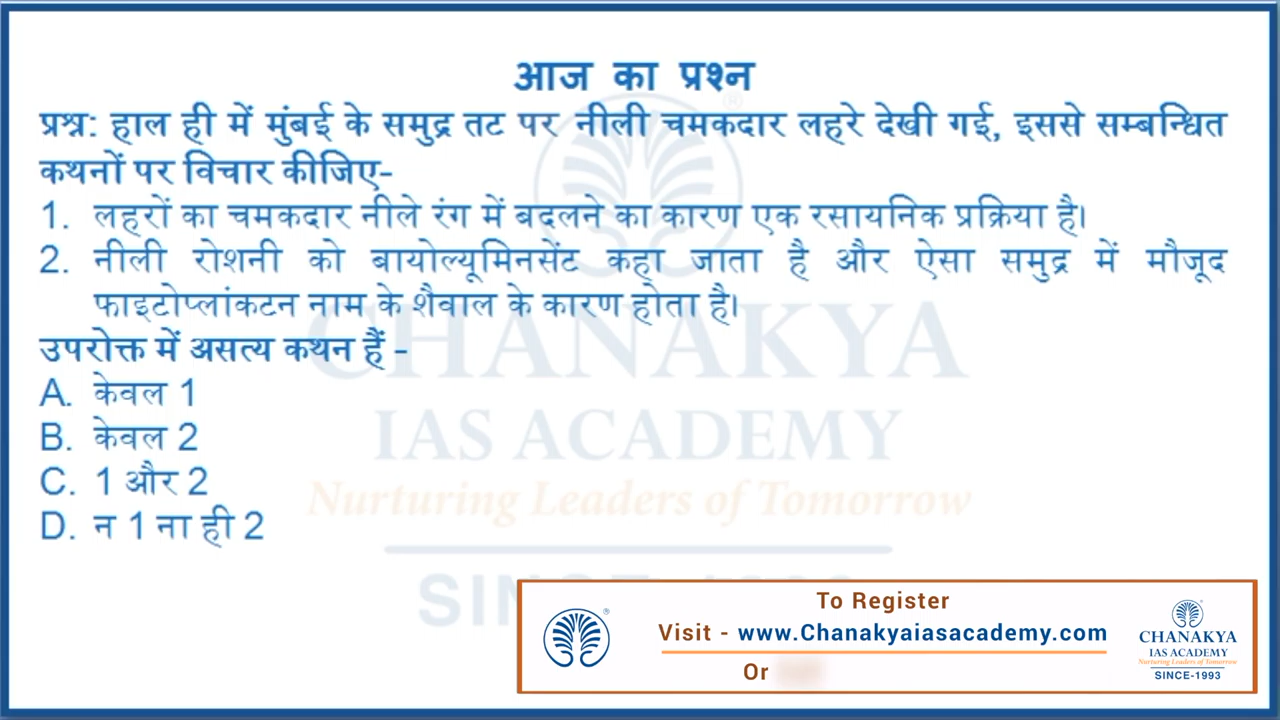 आज का प्रश्न
प्रश्न: हाल ही में मुंबई के समुद्र तट पर नीली चमकदार लहरे देखी गई, इससे सम्बन्धित
कथनों पर विचार कीजिए-
1. लहरों का चमकदार नीले रंग में बदलने का कारण एक रसायनिक प्रक्रिया है।
2. नीली रोशनी को बायोल्यूमिनसेंट कहा जाता है और ऐसा समुद्र में मौजूद
फाइटोप्लांकटन नाम के शैवाल के कारण होता है।
उपरोक्त में असत्य कथन हैं -
A. केवल 1
B. केवल 2
C. 1 और 2
D. न 1 ना ही 2
CHANAKYA
IAS ACADEMY
Nurturing Leaders of Tomorrow
To Register
Visit - www.Chanakyaiasacademy.com
Or
CHANAKYA
IAS ACADEMY
Nurturing Leaders of Tomorrow
SINCE-1993